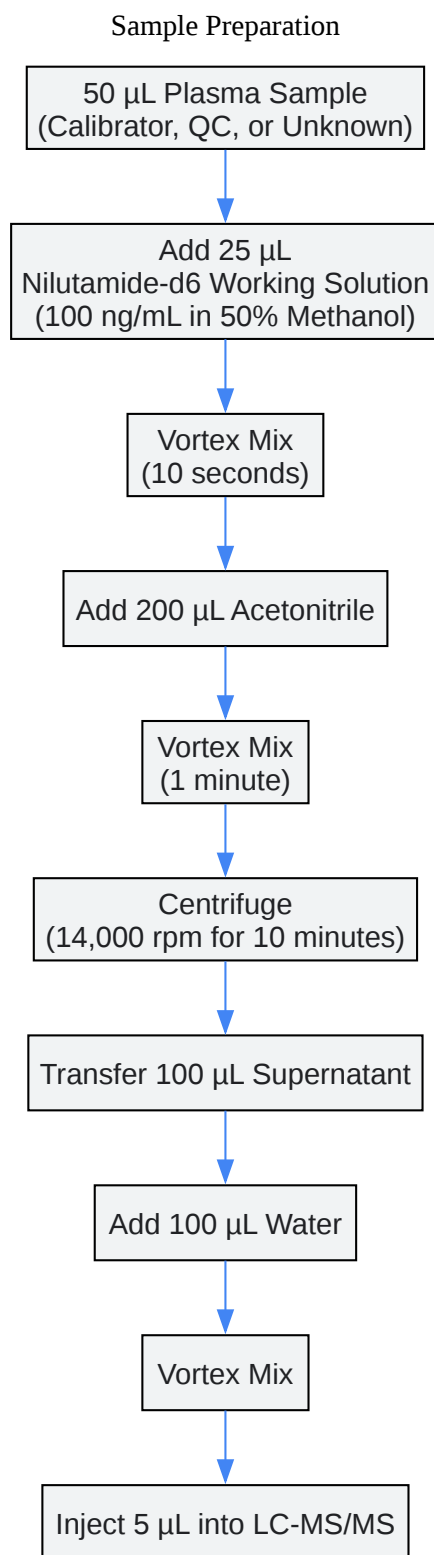 Sample Preparation
50 µL Plasma Sample
(Calibrator, QC, or Unknown)
Add 25 µL
Nilutamide-d6 Working Solution
(100 ng/mL in 50% Methanol)
Vortex Mix
(10 seconds)
Add 200 µL Acetonitrile
Vortex Mix
(1 minute)
Centrifuge
(14,000 rpm for 10 minutes)
Transfer 100 µL Supernatant
Add 100 µL Water
Vortex Mix
Inject 5 µL into LC-MS/MS